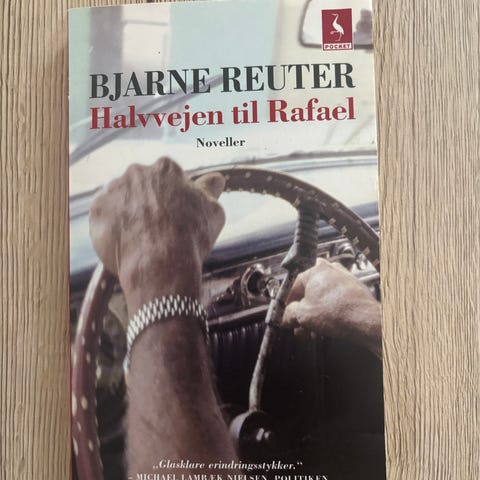 POCKET
BJARNE REUTER
Halvvejen til Rafael
Noveller
„Glasklare erindringsstykker.“
– MICHAEL LAMBÆK NIELSEN, POLITIKEN